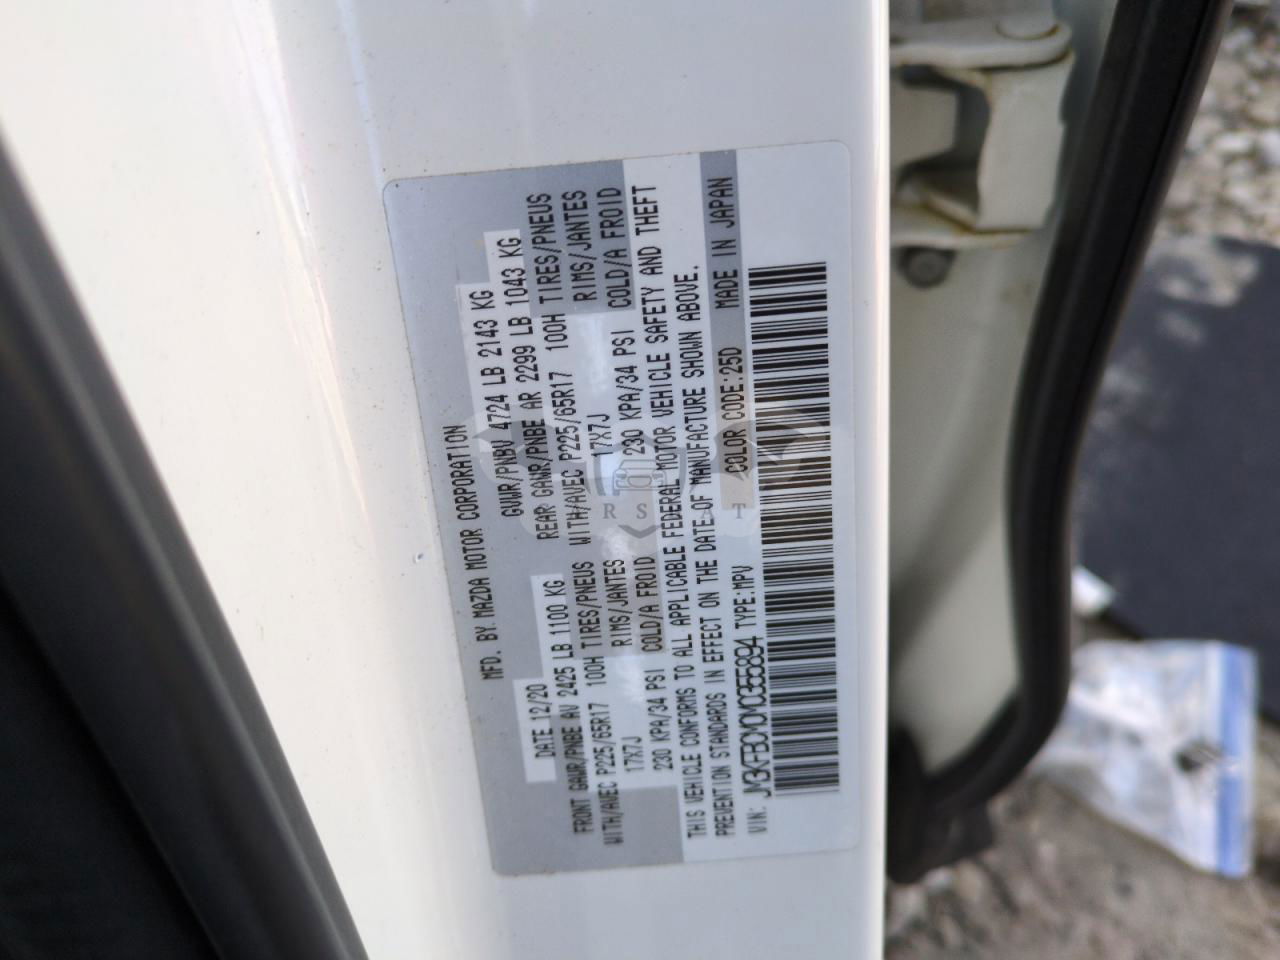 MFD. BY MAZDA MOTOR CORPORATION
DATE 12/20 GVWR/PNBV 4724 LB 2143 KG
FRONT GAWR/PNBE AV 2425 LB 1100 KG REAR GAWR/PNBE AR 2299 LB 1043 KG
WITH/AVEC P225/65R17 100H TIRES/PNEUS WITH/AVEC P225/65R17 100H TIRES/PNEUS
17X7J RIMS/JANTES 17X7J RIMS/JANTES
230 KPA/34 PSI COLD/A FROID 230 KPA/34 PSI COLD/A FROID
THIS VEHICLE CONFORMS TO ALL APPLICABLE FEDERAL MOTOR VEHICLE SAFETY AND THEFT
PREVENTION STANDARDS IN EFFECT ON THE DATE OF MANUFACTURE SHOWN ABOVE.
VIN: JM3KFBCM0M0355894 TYPE:MPV COLOR CODE:25D MADE IN JAPAN